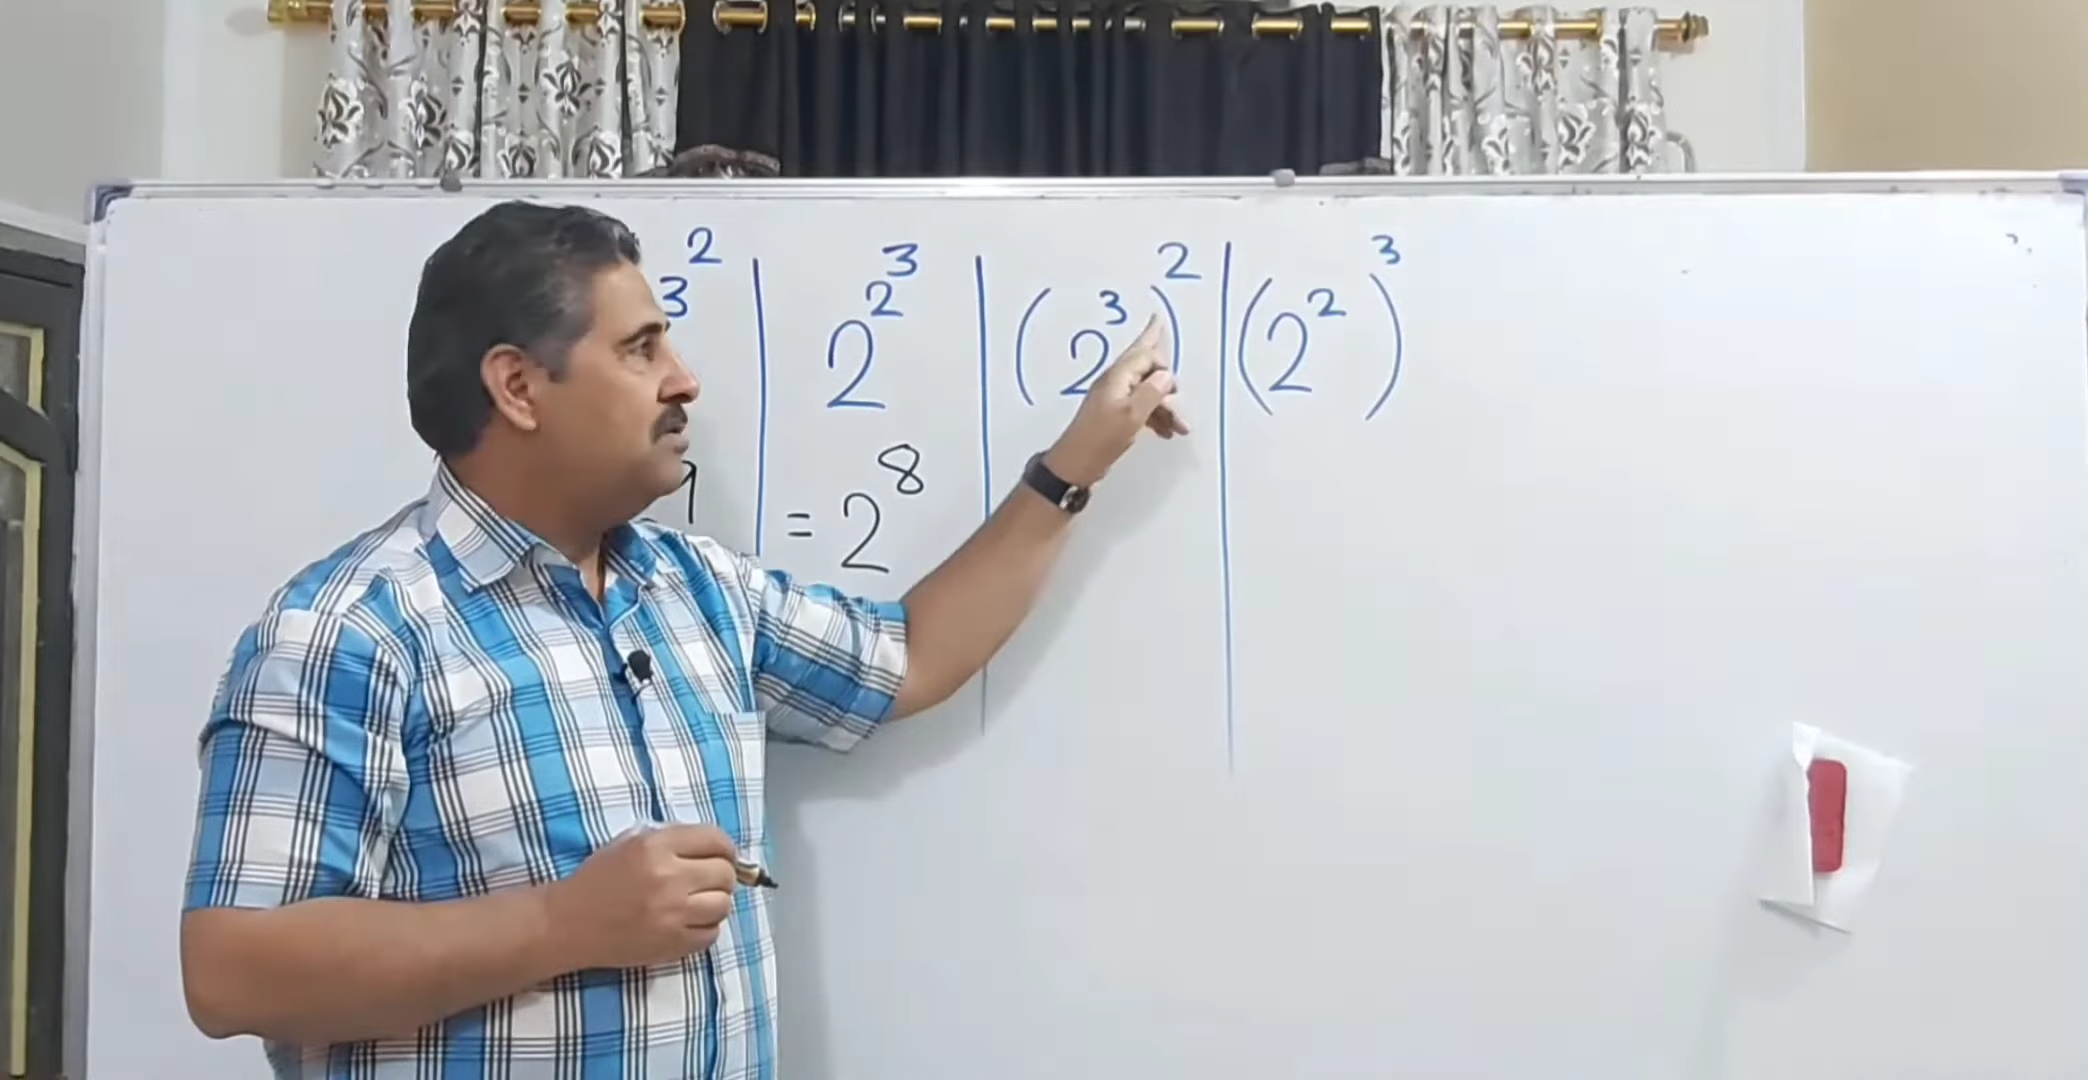 3^2 | 2^2^3 | (2^3)^2 | (2^2)^3
= 2^8